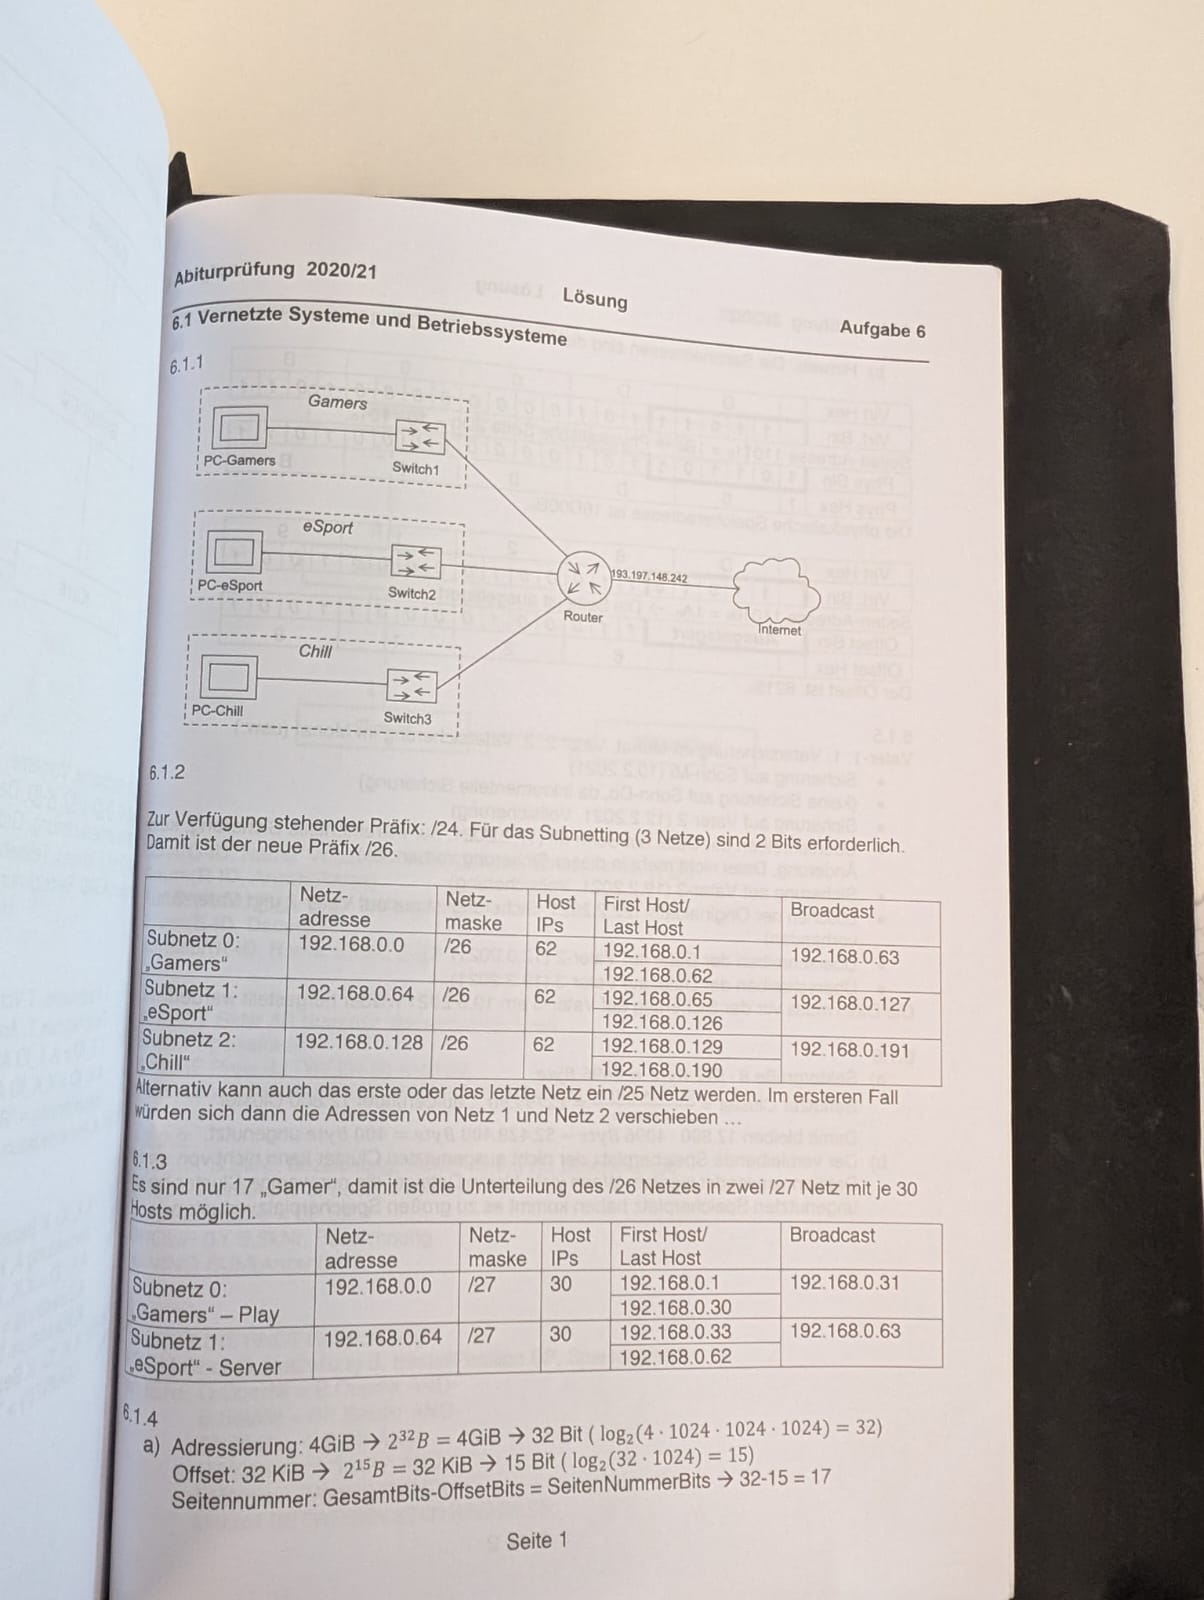 Abiturprüfung 2020/21
Lösung
Aufgabe 6
6.1 Vernetzte Systeme und Betriebssysteme
6.1.1
Gamers
PC-Gamers
Switch1
eSport
PC-eSport
Switch2
193.197.148.242
Router
Internet
Chill
PC-Chill
Switch3
6.1.2
Zur Verfügung stehender Präfix: /24. Für das Subnetting (3 Netze) sind 2 Bits erforderlich.
Damit ist der neue Präfix /26.
Netz- Netz- Host First Host/ Broadcast
adresse maske IPs Last Host
Subnetz 0: 192.168.0.0 /26 62 192.168.0.1 192.168.0.63
„Gamers“ 192.168.0.62
Subnetz 1: 192.168.0.64 /26 62 192.168.0.65 192.168.0.127
„eSport“ 192.168.0.126
Subnetz 2: 192.168.0.128 /26 62 192.168.0.129 192.168.0.191
„Chill“ 192.168.0.190
Alternativ kann auch das erste oder das letzte Netz ein /25 Netz werden. Im ersteren Fall
würden sich dann die Adressen von Netz 1 und Netz 2 verschieben ...
6.1.3
Es sind nur 17 „Gamer“, damit ist die Unterteilung des /26 Netzes in zwei /27 Netz mit je 30
Hosts möglich.
Netz- Netz- Host First Host/ Broadcast
adresse maske IPs Last Host
Subnetz 0: 192.168.0.0 /27 30 192.168.0.1 192.168.0.31
„Gamers“ – Play 192.168.0.30
Subnetz 1: 192.168.0.64 /27 30 192.168.0.33 192.168.0.63
„eSport“ - Server 192.168.0.62
6.1.4
a) Adressierung: 4GiB → 2³²B = 4GiB → 32 Bit ( log₂(4 · 1024 · 1024 · 1024) = 32)
Offset: 32 KiB → 2¹⁵B = 32 KiB → 15 Bit ( log₂(32 · 1024) = 15)
Seitennummer: GesamtBits-OffsetBits = SeitenNummerBits → 32-15 = 17
Seite 1